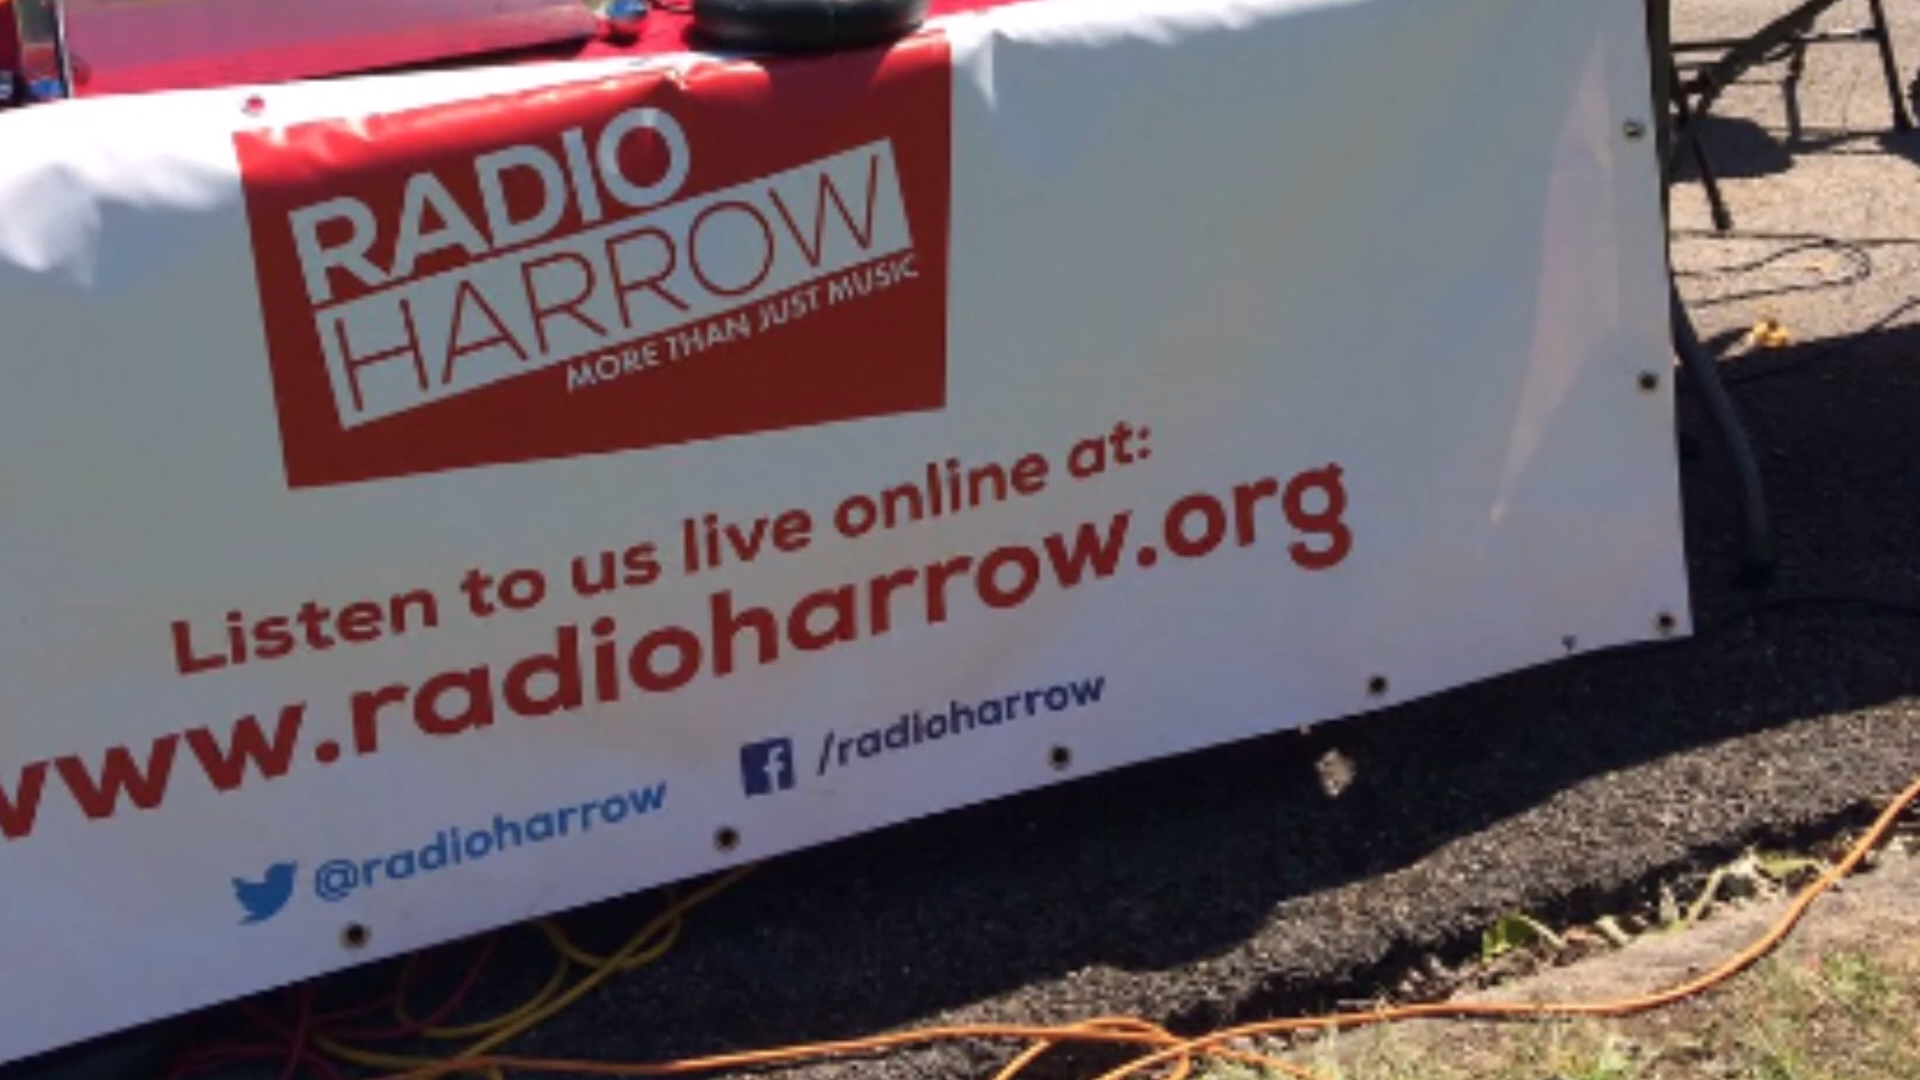 RADIO
HARROW
MORE THAN JUST MUSIC
Listen to us live online at:
www.radioharrow.org
@radioharrow
/radioharrow